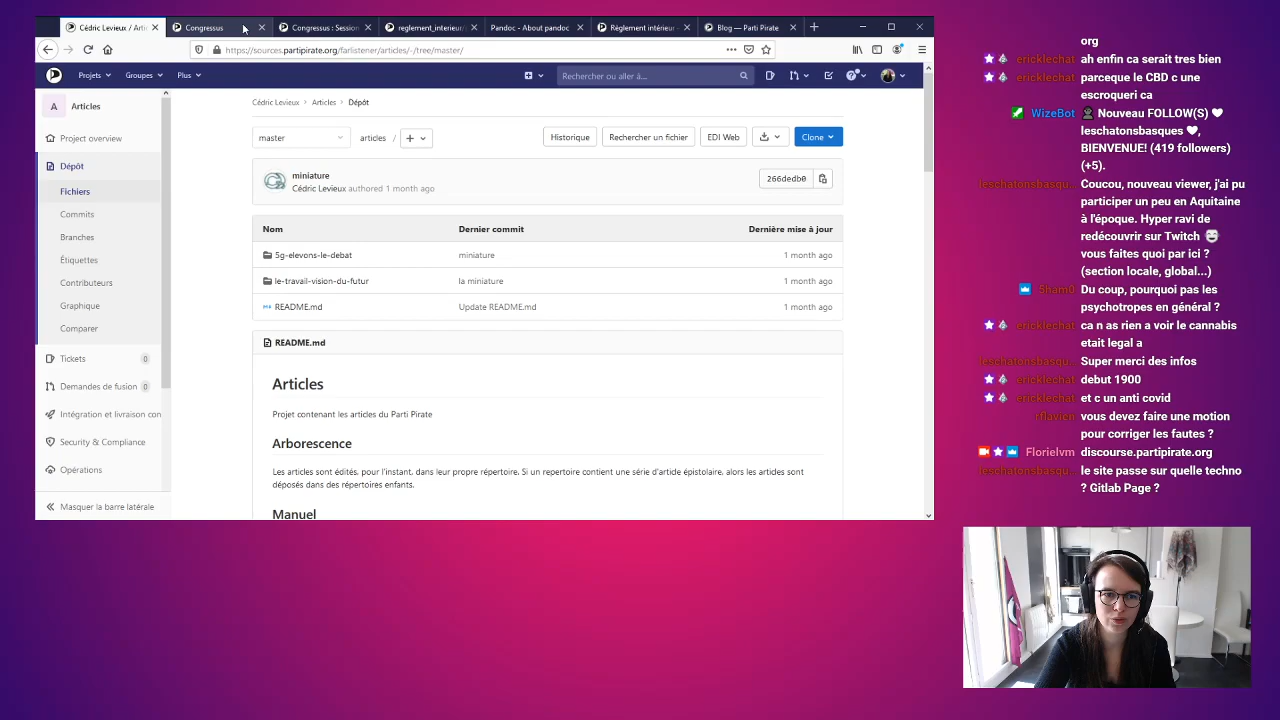 Cédric Levieux / Arti
Congressus
Congressus : Session
reglement_interieur/
Pandoc - About pandoc
Règlement intérieur -
Blog — Parti Pirate
https://sources.partipirate.org/farlistener/articles/-/tree/master/
Projets
Groupes
Plus
Rechercher ou aller à...
A
Articles
Project overview
Dépôt
Fichiers
Commits
Branches
Étiquettes
Contributeurs
Graphique
Comparer
Tickets 0
Demandes de fusion 0
Intégration et livraison con
Security & Compliance
Opérations
Masquer la barre latérale
Cédric Levieux
Articles
Dépôt
master
articles /
Historique
Rechercher un fichier
EDI Web
Clone
miniature
Cédric Levieux authored 1 month ago
266dedb0
Nom Dernier commit Dernière mise à jour
5g-elevons-le-debat miniature 1 month ago
le-travail-vision-du-futur la miniature 1 month ago
README.md Update README.md 1 month ago
README.md
Articles
Projet contenant les articles du Parti Pirate
Arborescence
Les articles sont édités, pour l'instant, dans leur propre répertoire. Si un repertoire contient une série d'article épistolaire, alors les articles sont
déposés dans des répertoires enfants.
Manuel
org
ericklechat ah enfin ca serait tres bien
ericklechat parceque le CBD c une
escroqueri ca
WizeBot Nouveau FOLLOW(S)
leschatonsbasques
BIENVENUE! (419 followers)
(+5).
leschatonsbasqu... Coucou, nouveau viewer, j'ai pu
participer un peu en Aquitaine
à l'époque. Hyper ravi de
redécouvrir sur Twitch
vous faites quoi par ici ?
(section locale, global...)
5ham0 Du coup, pourquoi pas les
psychotropes en général ?
ericklechat ca n as rien a voir le cannabis
etait legal a
leschatonsbasqu... Super merci des infos
ericklechat debut 1900
ericklechat et c un anti covid
rflavien vous devez faire une motion
pour corriger les fautes ?
Florielvm discourse.partipirate.org
leschatonsbasqu... le site passe sur quelle techno
? Gitlab Page ?